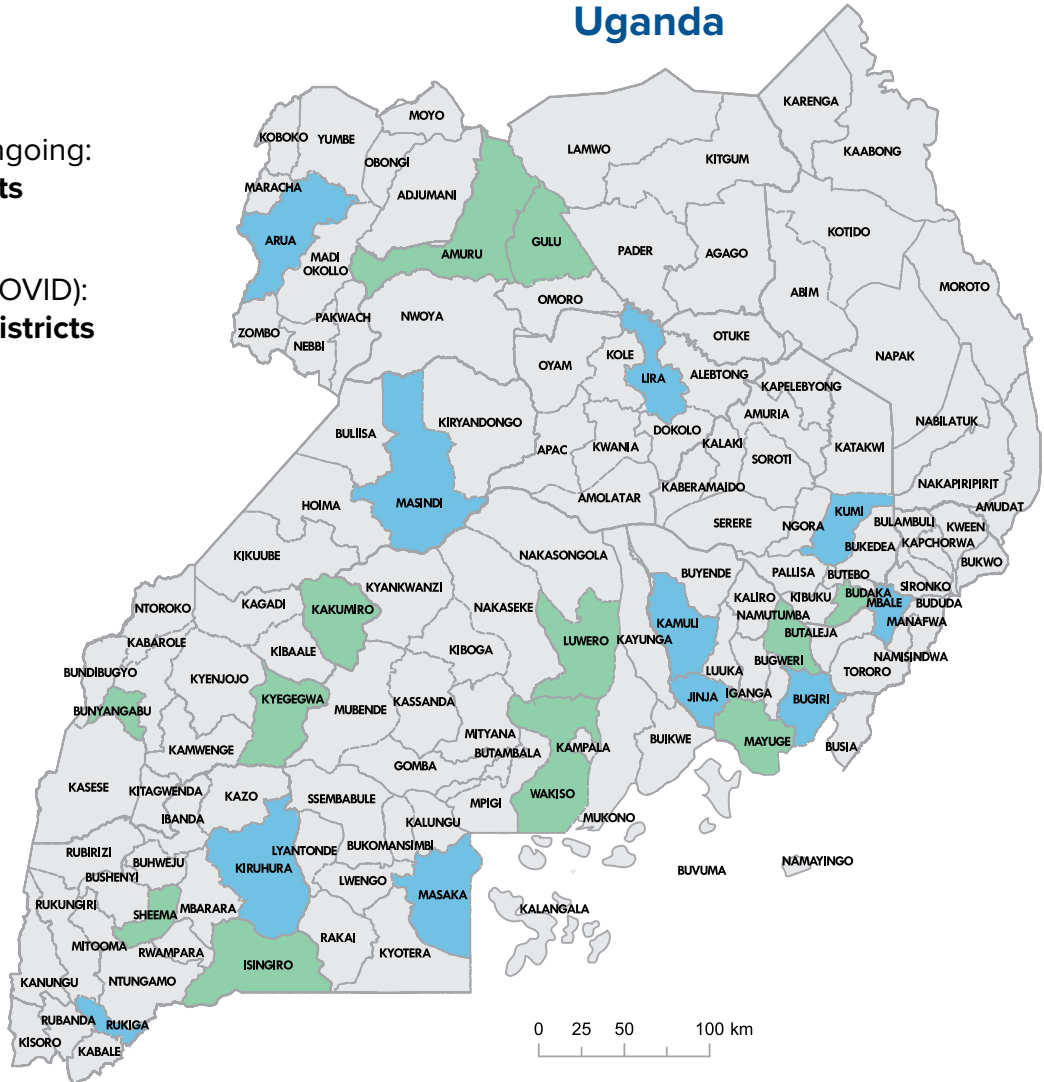 Uganda
ngoing:
ts
OVID):
istricts
KARENGA
MOYO
KOBOKO
YUMBE
LAMWO
KITGUM
KAABONG
OBONGI
MARACHA
ADJUMANI
KOTIDO
ARUA
GULU
PADER
AGAGO
AMURU
MADI
OKOLLO
MOROTO
ABIM
OMORO
PAKWACH
NWOYA
ZOMBO
NEBBI
OTUKE
KOLE
NAPAK
OYAM
LIRA
ALEBTONG
KAPELEBYONG
AMURIA
KIRYANDONGO
NABILATUK
BULIISA
DOKOLO
KALAKI
APAC
KWANIA
KATAKWI
SOROTI
NAKAPIRIPIRIT
KABERAMAIDO
AMOLATAR
HOIMA
MASINDI
AMUDAT
KUMI
SERERE
NGORA
BULAMBULI
KWEEN
KAPCHORWA
BUKEDEA
KIKUUBE
NAKASONGOLA
BUKWO
BUYENDE
PALLISA
BUTEBO
KYANKWANZI
SIRONKO
BUDAKA
KALIRO
KIBUKU
MBALE
BUDUDA
NTOROKO
KAGADI
KAKUMIRO
NAKASEKE
NAMUTUMBA
MANAFWA
KAMULI
BUTALEJA
KABAROLE
LUWERO
KAYUNGA
KIBAALE
KIBOGA
NAMISINDWA
BUGWERI
BUNDIBUGYO
KYENJOJO
LUUKA
TORORO
KYEGEGWA
KASSANDA
JINJA
IGANGA
BUGIRI
BUNYANGABU
MUBENDE
MITYANA
BUIKWE
MAYUGE
KAMWENGE
BUTAMBALA
KAMPALA
BUSIA
GOMBA
KASESE
KITAGWENDA
KAZO
SSEMBABULE
MPIGI
WAKISO
IBANDA
KALUNGU
MUKONO
RUBIRIZI
LYANTONDE
BUKOMANSIMBI
BUHWEJU
KIRUHURA
BUVUMA
NAMAYINGO
BUSHENYI
LWENGO
MASAKA
RUKUNGIRI
SHEEMA
MBARARA
KALANGALA
RAKAI
MITOOMA
RWAMPARA
KYOTERA
ISINGIRO
KANUNGU
NTUNGAMO
RUBANDA
RUKIGA
KISORO
KABALE
0 25 50 100 km